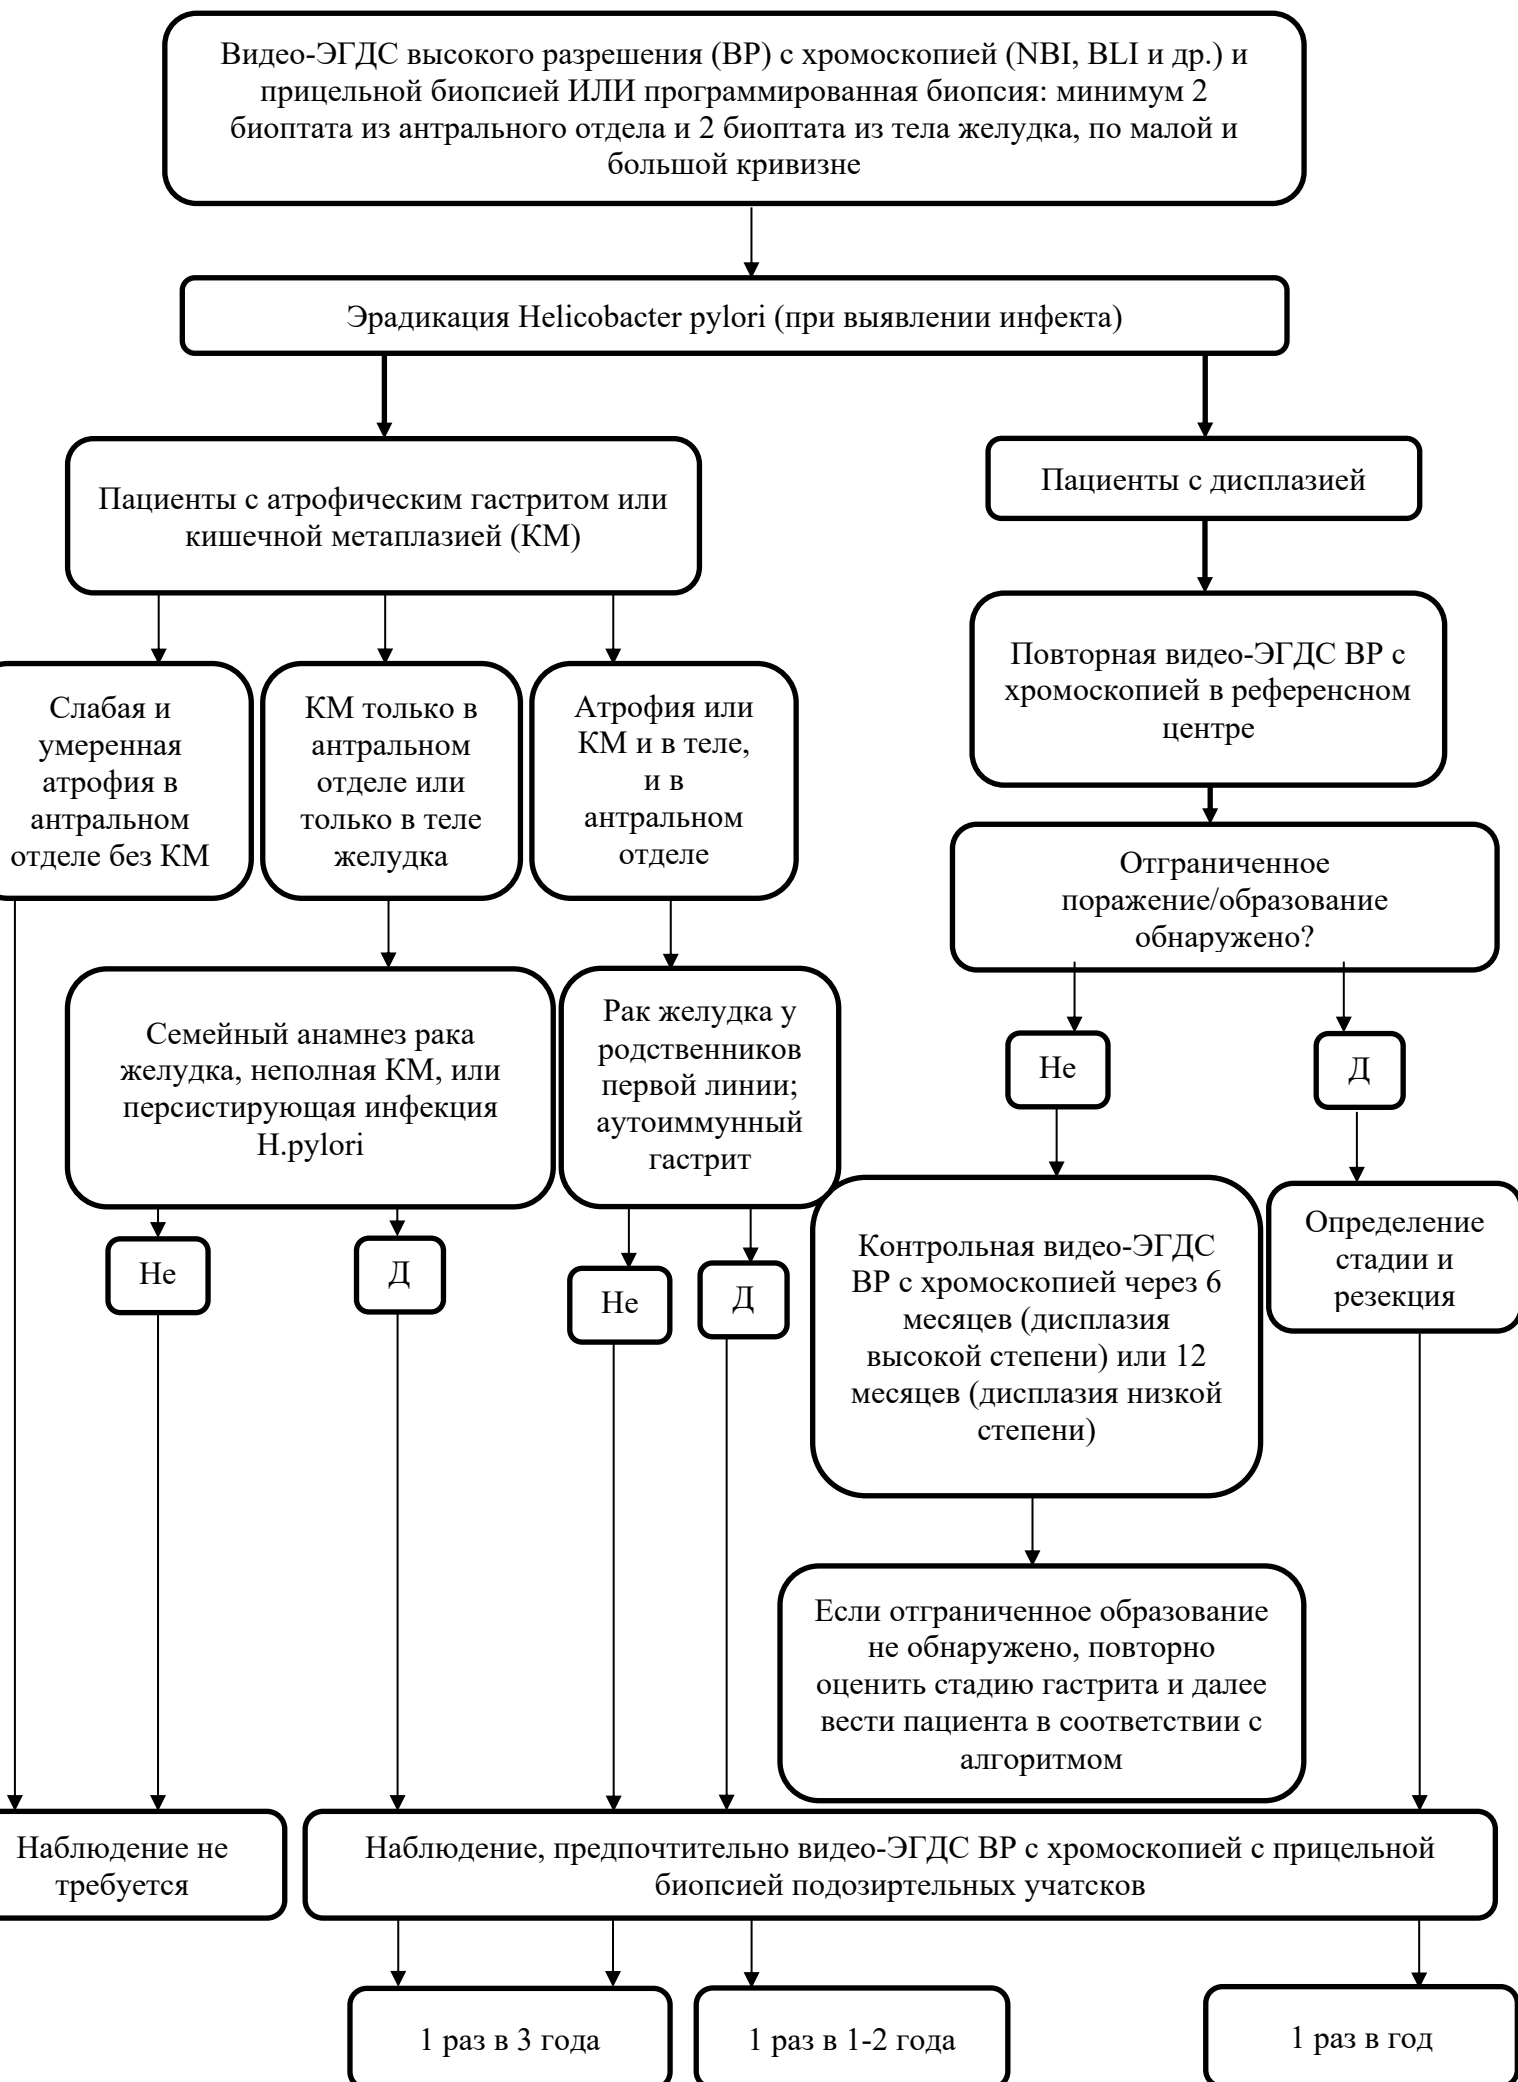 Видео-ЭГДС высокого разрешения (ВР) с хромоскопией (NBI, BLI и др.) и
прицельной биопсией ИЛИ программированная биопсия: минимум 2
биоптата из антрального отдела и 2 биоптата из тела желудка, по малой и
большой кривизне
Эрадикация Helicobacter pylori (при выявлении инфекта)
Пациенты с атрофическим гастритом или
кишечной метаплазией (КМ)
Пациенты с дисплазией
Слабая и
умеренная
атрофия в
антральном
отделе без КМ
КМ только в
антральном
отделе или
только в теле
желудка
Атрофия или
КМ и в теле,
и в
антральном
отделе
Повторная видео-ЭГДС ВР с
хромоскопией в референсном
центре
Отграниченное
поражение/образование
обнаружено?
Семейный анамнез рака
желудка, неполная КМ, или
персистирующая инфекция
H.pylori
Рак желудка у
родственников
первой линии;
аутоиммунный
гастрит
Не
Д
Не
Д
Не
Д
Контрольная видео-ЭГДС
ВР с хромоскопией через 6
месяцев (дисплазия
высокой степени) или 12
месяцев (дисплазия низкой
степени)
Определение
стадии и
резекция
Если отграниченное образование
не обнаружено, повторно
оценить стадию гастрита и далее
вести пациента в соответствии с
алгоритмом
Наблюдение не
требуется
Наблюдение, предпочтительно видео-ЭГДС ВР с хромоскопией с прицельной
биопсией подозиртельных учатсков
1 раз в 3 года
1 раз в 1-2 года
1 раз в год